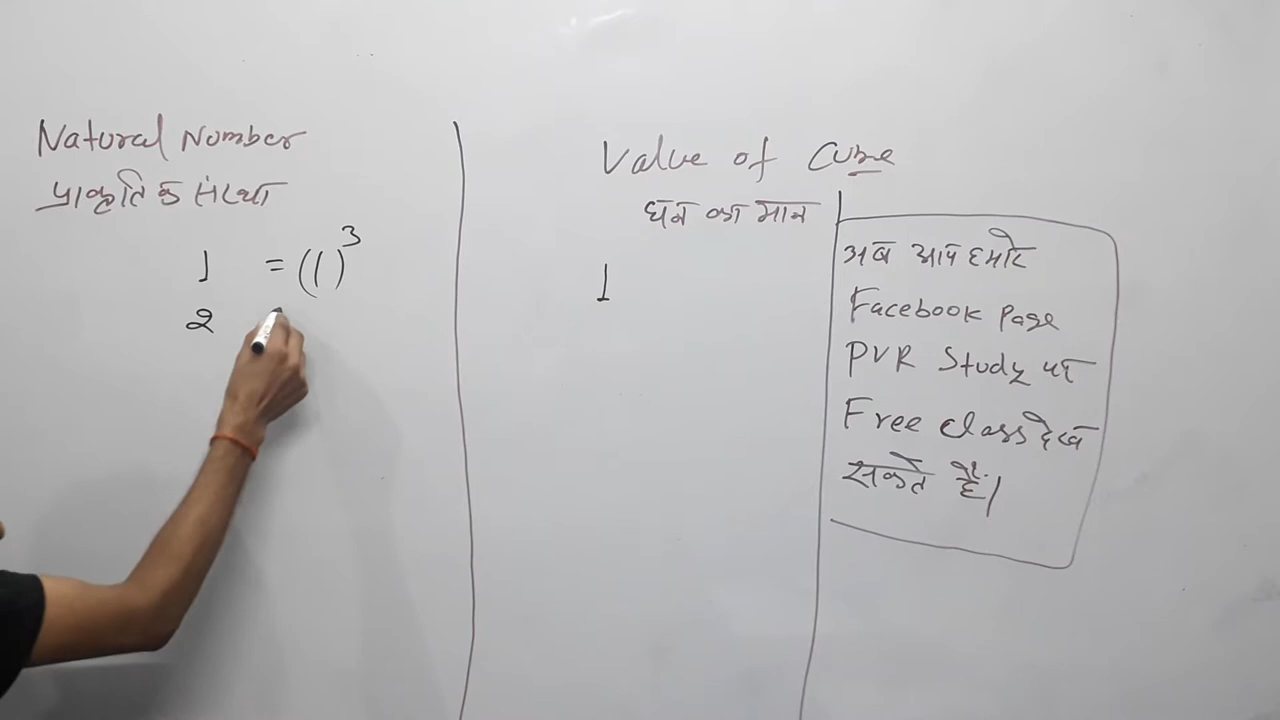 Natural Number
प्राकृतिक संख्या
1 = (1)³
2
Value of Cube
घन का मान
1
अब आप हमारे
Facebook Page
PVR Study पर
Free Class देख
सकते हैं।